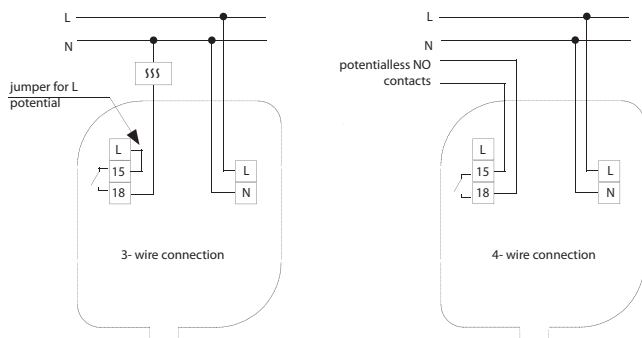 L
N
jumper for L
potential
L
15
18
L
N
3- wire connection
L
N
potentialless NO
contacts
L
15
18
L
N
4- wire connection